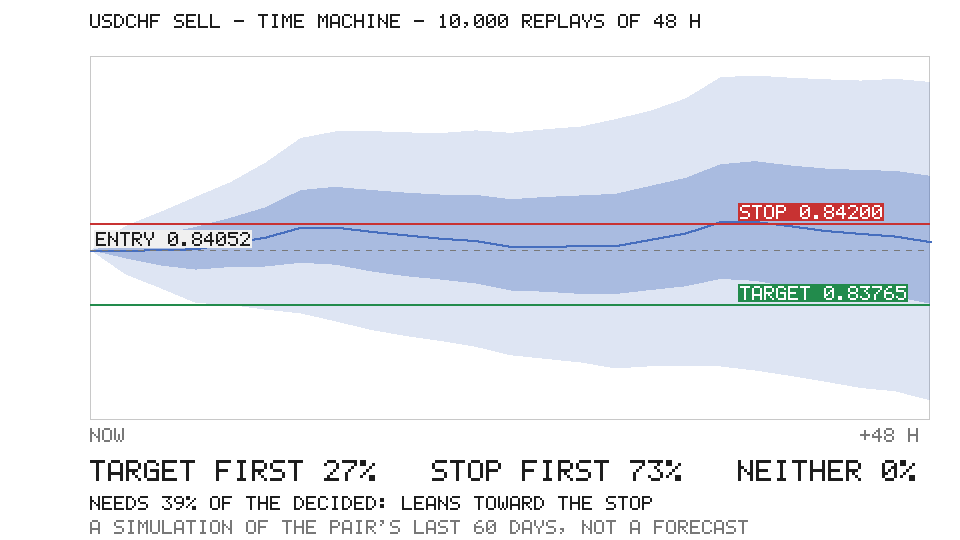 USDCHF SELL - TIME MACHINE - 10,000 REPLAYS OF 48 H
STOP 0.84200
ENTRY 0.84052
TARGET 0.83765
NOW +48 H
TARGET FIRST 27% STOP FIRST 73% NEITHER 0%
NEEDS 39% OF THE DECIDED: LEANS TOWARD THE STOP
A SIMULATION OF THE PAIR'S LAST 60 DAYS, NOT A FORECAST